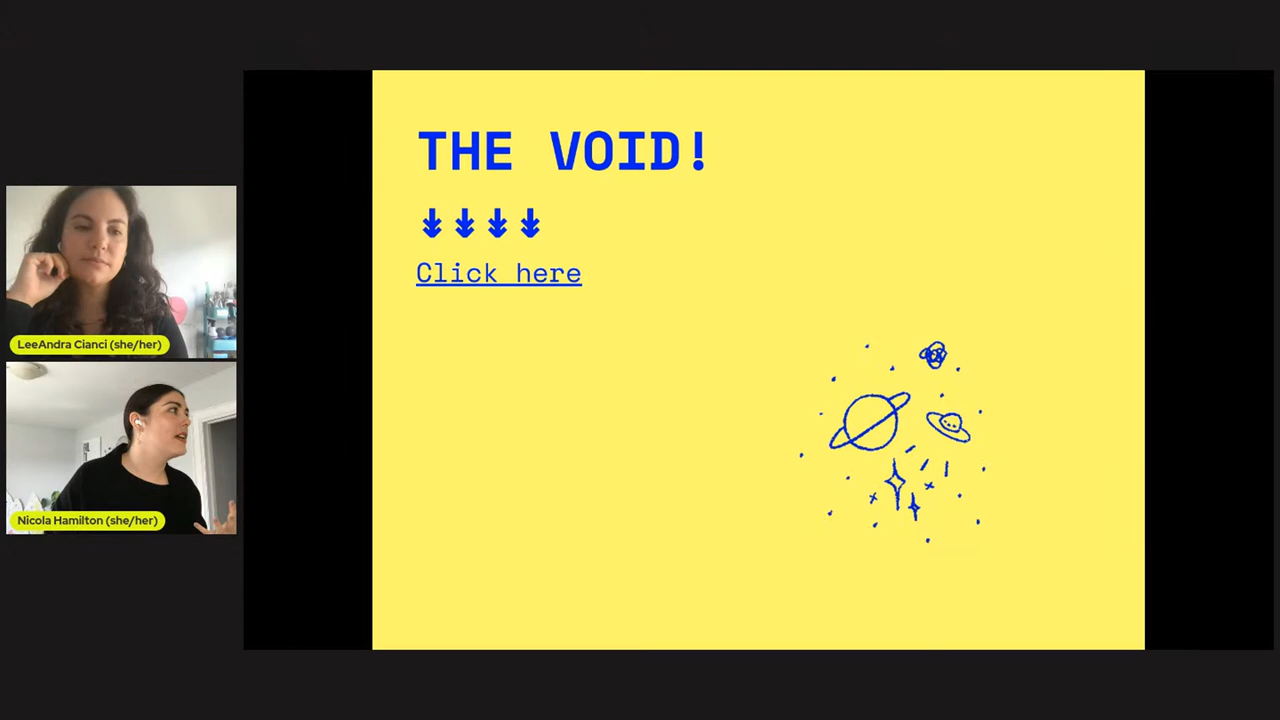 THE VOID!
↡↡↡↡
Click here
LeeAndra Cianci (she/her)
Nicola Hamilton (she/her)